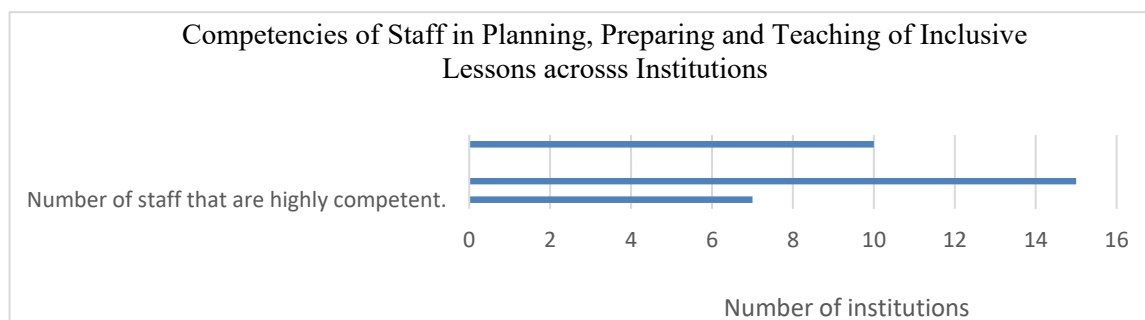 Competencies of Staff in Planning, Preparing and Teaching of Inclusive
Lessons acrosss Institutions
Number of staff that are highly competent.
0 2 4 6 8 10 12 14 16
Number of institutions